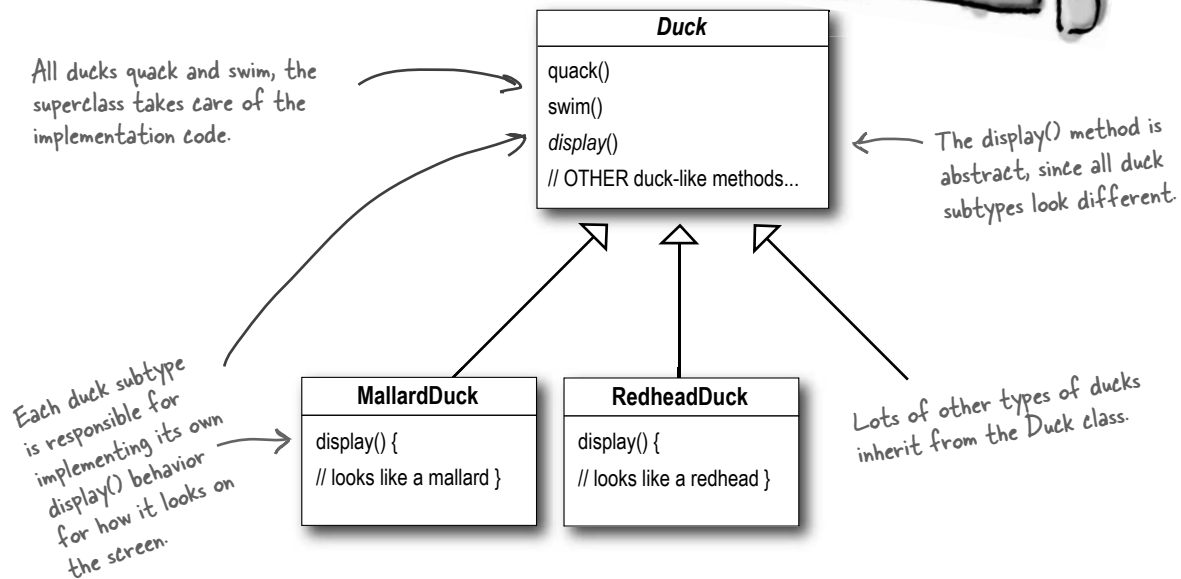 Duck
All ducks quack and swim, the
superclass takes care of the
implementation code.
quack()
swim()
display()
// OTHER duck-like methods...
The display() method is
abstract, since all duck
subtypes look different.
Each duck subtype
is responsible for
implementing its own
display() behavior
for how it looks on
the screen.
MallardDuck
display() {
// looks like a mallard }
RedheadDuck
display() {
// looks like a redhead }
Lots of other types of ducks
inherit from the Duck class.